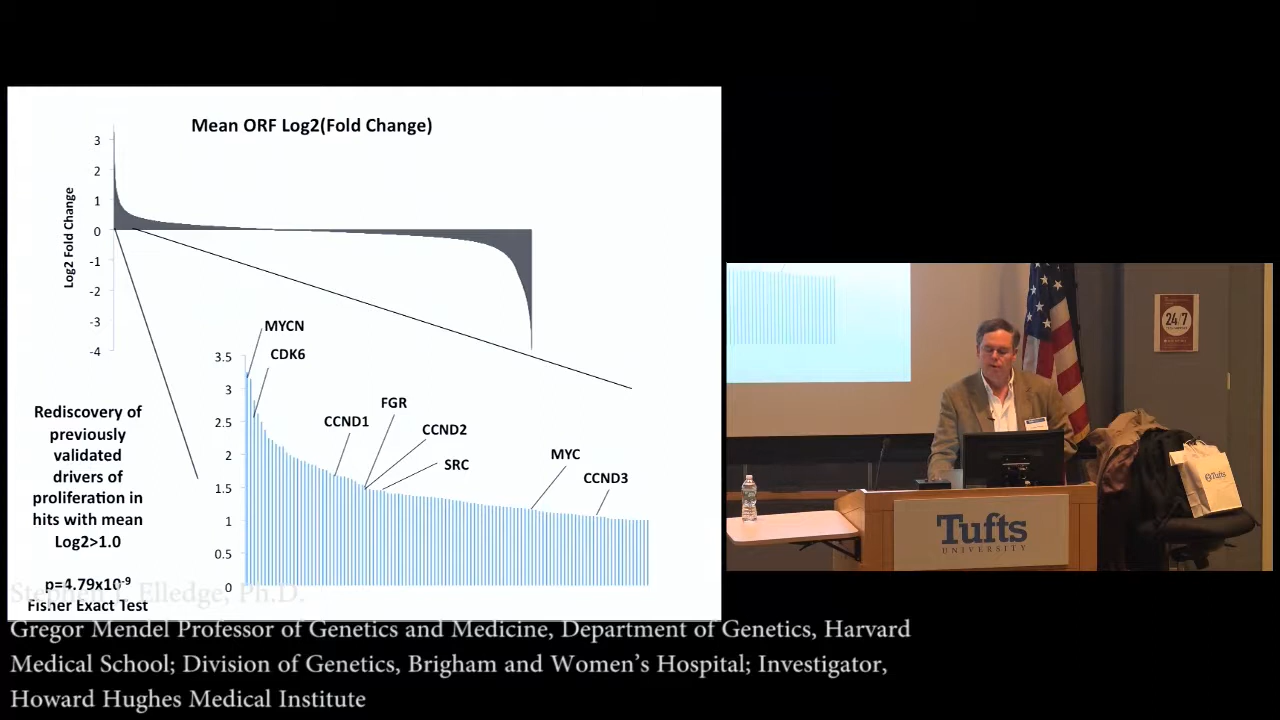 Mean ORF Log2(Fold Change)
Log2 Fold Change
3
2
1
0
-1
-2
-3
-4
MYCN
CDK6
CCND1
FGR
CCND2
SRC
MYC
CCND3
3.5
3
2.5
2
1.5
1
0.5
0
Rediscovery of
previously
validated
drivers of
proliferation in
hits with mean
Log2>1.0
p=4.79x10⁻⁹
Fisher Exact Test
24/7
Tufts
Tufts
UNIVERSITY
Stephen J. Elledge, Ph.D.
Gregor Mendel Professor of Genetics and Medicine, Department of Genetics, Harvard
Medical School; Division of Genetics, Brigham and Women's Hospital; Investigator,
Howard Hughes Medical Institute